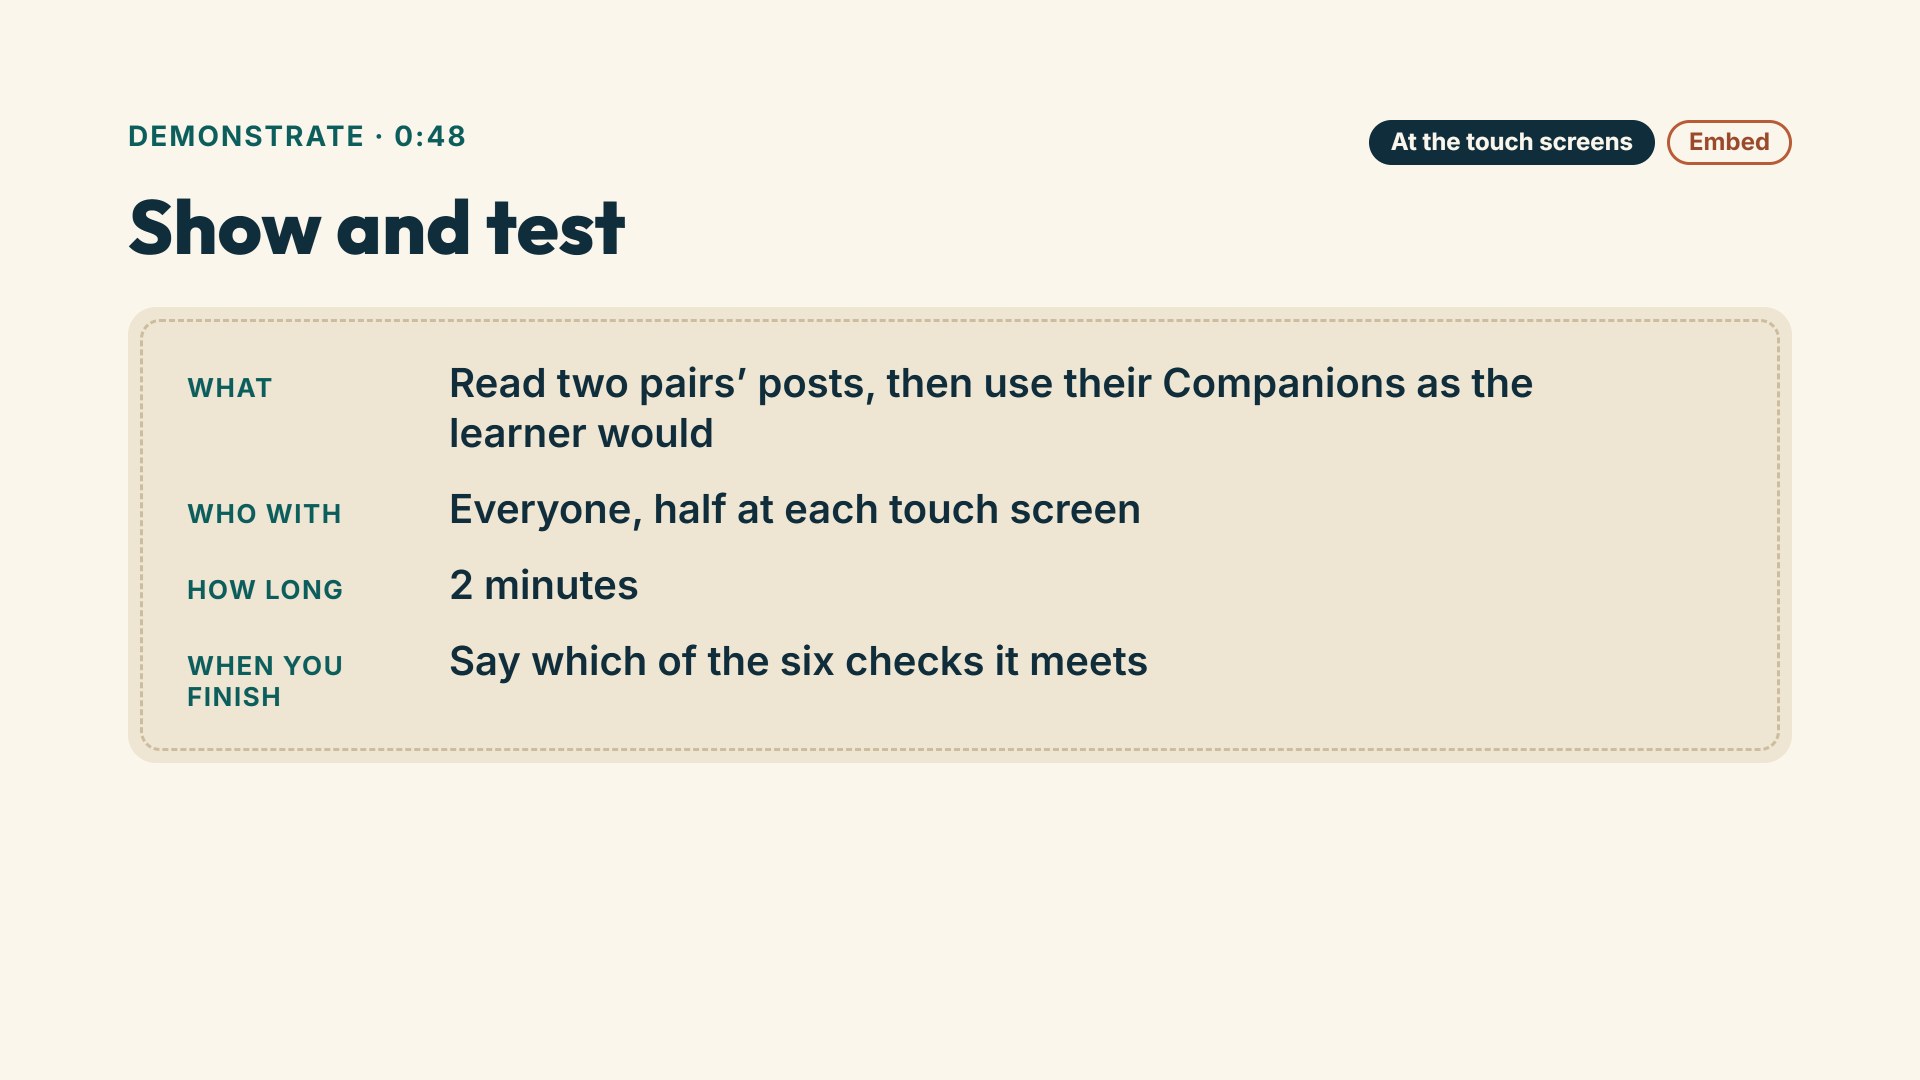 DEMONSTRATE · 0:48
At the touch screens
Embed
Show and test
WHAT
Read two pairs’ posts, then use their Companions as the
learner would
WHO WITH
Everyone, half at each touch screen
HOW LONG
2 minutes
WHEN YOU
FINISH
Say which of the six checks it meets